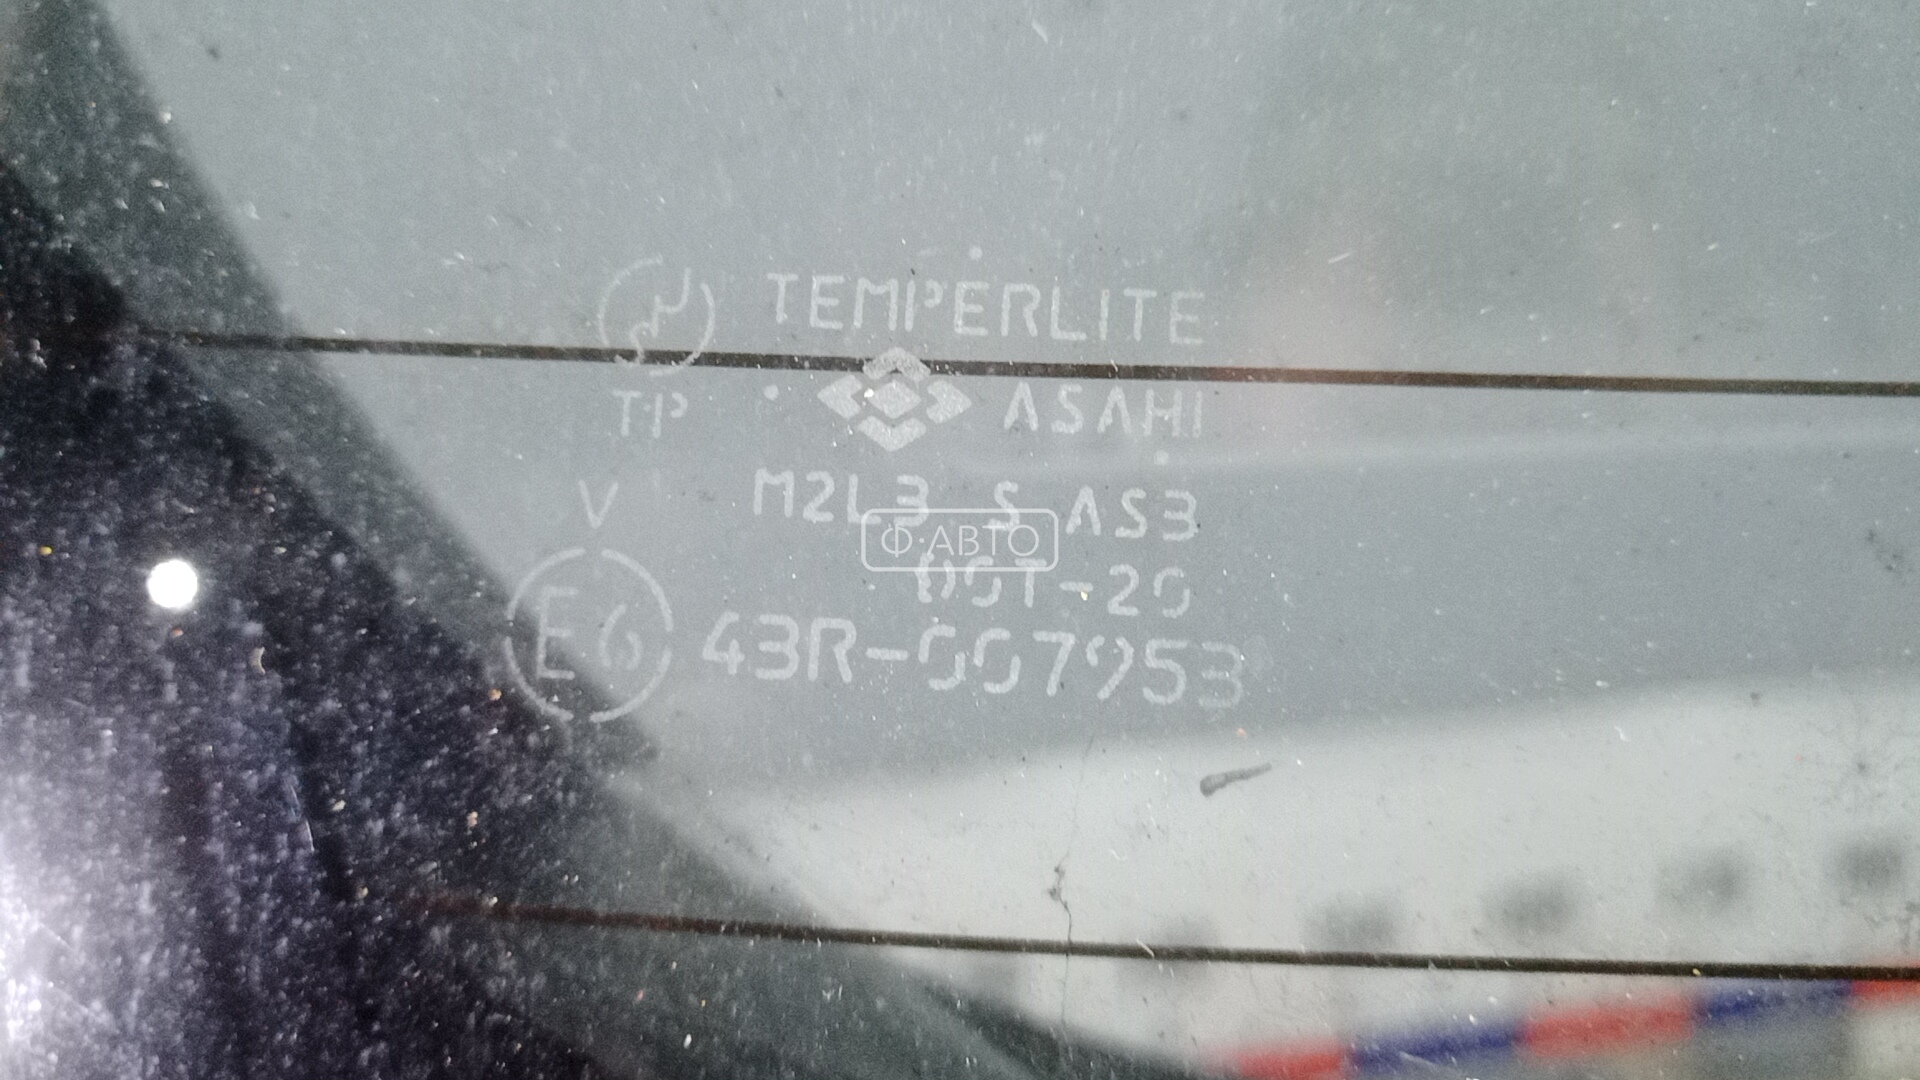 TEMPERLITE
TP ASAHI
V M2L3 S AS3
Ф·АВТО
DOT-20
E6 43R-007953